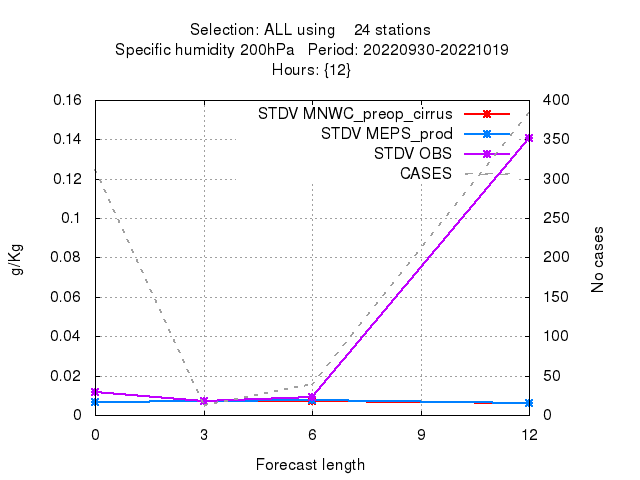 Selection: ALL using 24 stations
Specific humidity 200hPa Period: 20220930-20221019
Hours: {12}
STDV MNWC_preop_cirrus
STDV MEPS_prod
STDV OBS
CASES
0.16
0.14
0.12
0.1
0.08
0.06
0.04
0.02
0
g/Kg
400
350
300
250
200
150
100
50
0
No cases
0 3 6 9 12
Forecast length